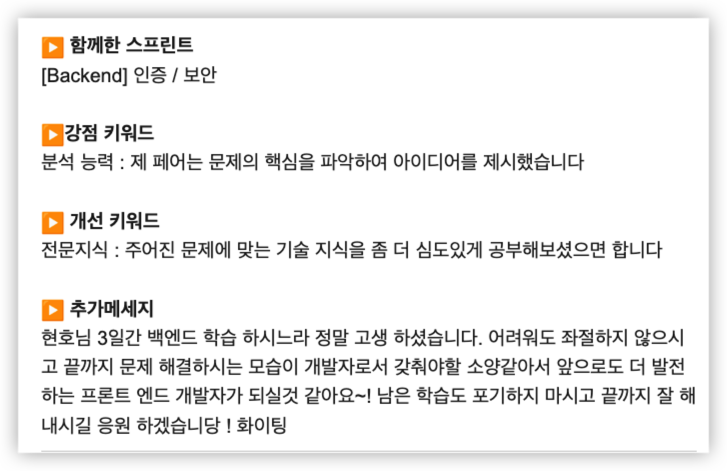 ▶️ 함께한 스프린트
[Backend] 인증 / 보안
▶️강점 키워드
분석 능력 : 제 페어는 문제의 핵심을 파악하여 아이디어를 제시했습니다
▶️ 개선 키워드
전문지식 : 주어진 문제에 맞는 기술 지식을 좀 더 심도있게 공부해보셨으면 합니다
▶️ 추가메세지
현호님 3일간 백엔드 학습 하시느라 정말 고생 하셨습니다. 어려워도 좌절하지 않으시
고 끝까지 문제 해결하시는 모습이 개발자로서 갖춰야할 소양같아서 앞으로도 더 발전
하는 프론트 엔드 개발자가 되실것 같아요~! 남은 학습도 포기하지 마시고 끝까지 잘 해
내시길 응원 하겠습니당 ! 화이팅